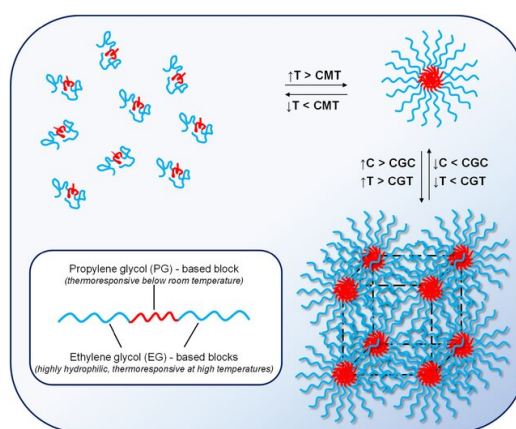 ↑T > CMT
↓T < CMT
↑C > CGC
↑T > CGT
↓C < CGC
↓T < CGT
Propylene glycol (PG) - based block
(thermoresponsive below room temperature)
Ethylene glycol (EG) - based blocks
(highly hydrophilic, thermoresponsive at high temperatures)